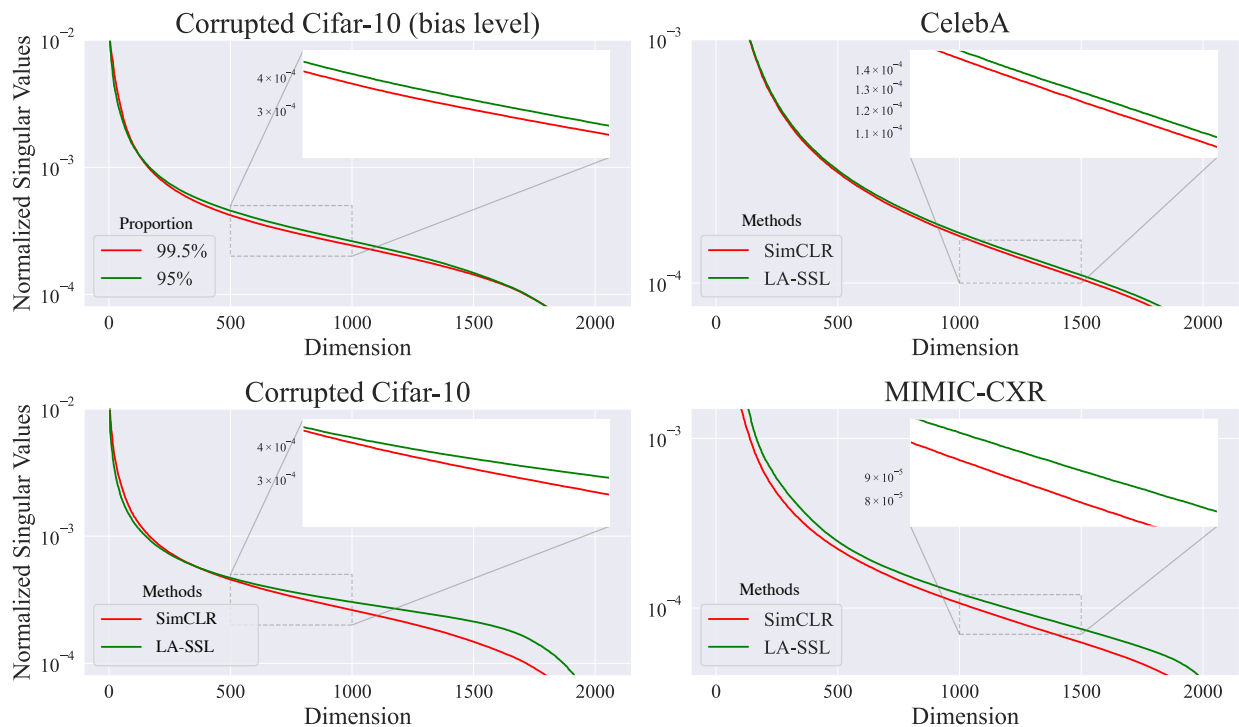 Corrupted Cifar-10 (bias level)
Normalized Singular Values
10⁻²
10⁻³
10⁻⁴
4 × 10⁻⁴
3 × 10⁻⁴
Proportion
99.5%
95%
0 500 1000 1500 2000
Dimension
CelebA
10⁻³
10⁻⁴
1.4 × 10⁻⁴
1.3 × 10⁻⁴
1.2 × 10⁻⁴
1.1 × 10⁻⁴
Methods
SimCLR
LA-SSL
0 500 1000 1500 2000
Dimension
Corrupted Cifar-10
Normalized Singular Values
10⁻²
10⁻³
10⁻⁴
4 × 10⁻⁴
3 × 10⁻⁴
Methods
SimCLR
LA-SSL
0 500 1000 1500 2000
Dimension
MIMIC-CXR
10⁻³
10⁻⁴
9 × 10⁻⁵
8 × 10⁻⁵
Methods
SimCLR
LA-SSL
0 500 1000 1500 2000
Dimension